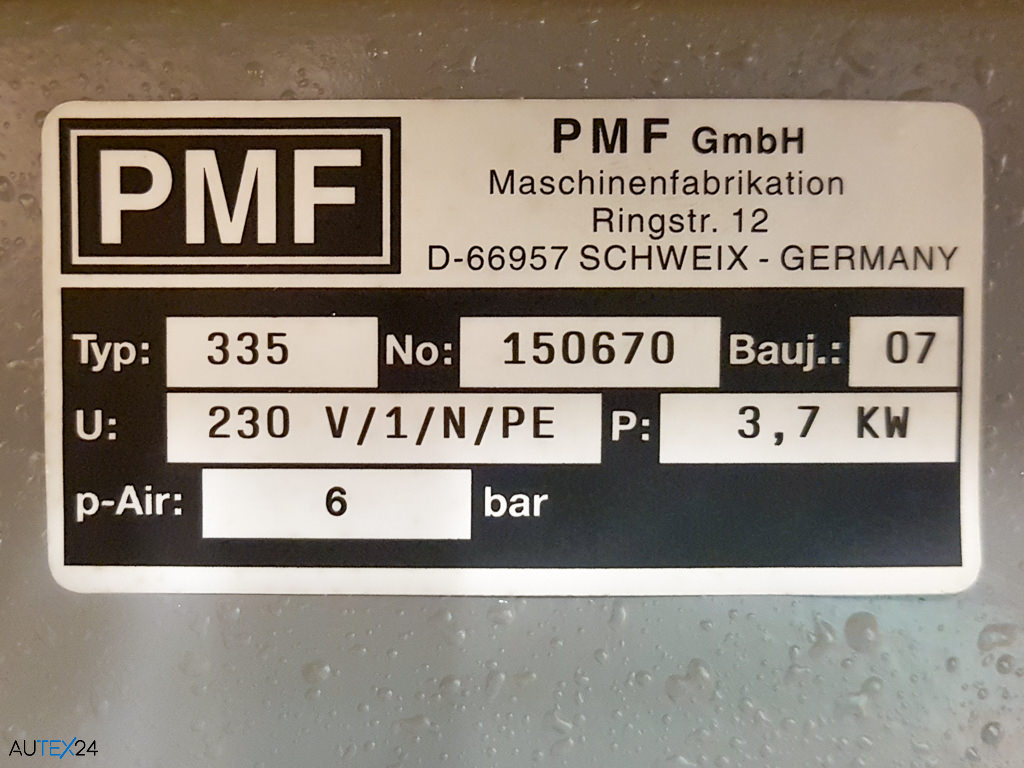 PMF
PMF GmbH
Maschinenfabrikation
Ringstr. 12
D-66957 SCHWEIX - GERMANY
Typ: 335 No: 150670 Bauj.: 07
U: 230 V/1/N/PE P: 3,7 KW
p-Air: 6 bar
AUTEX24